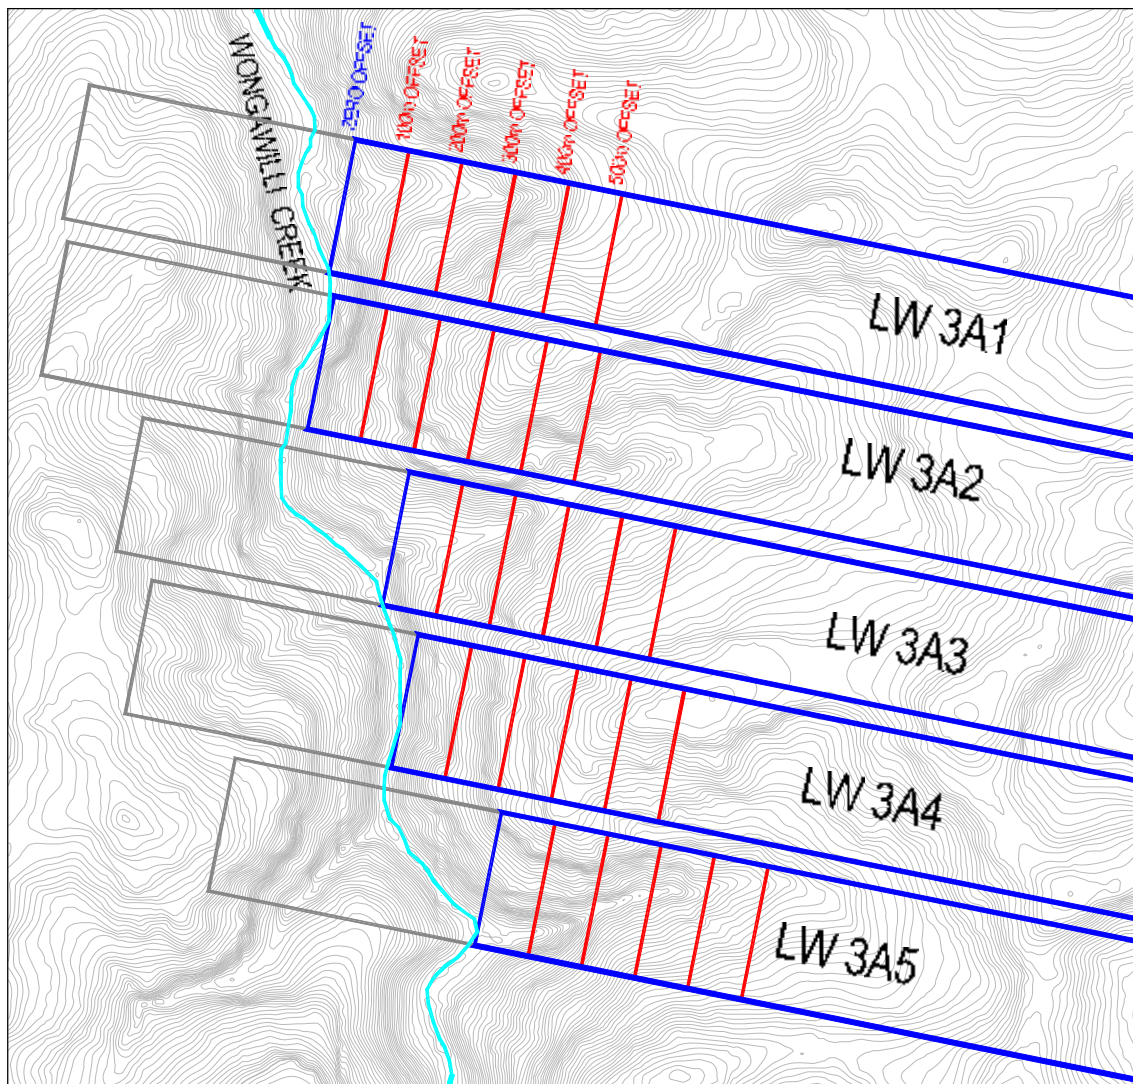 WONGAWILLI CREEK
ZERO OFFSET
100m OFFSET
200m OFFSET
300m OFFSET
400m OFFSET
500m OFFSET
LW 3A1
LW 3A2
LW 3A3
LW 3A4
LW 3A5